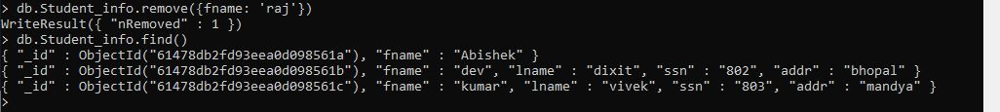 > db.Student_info.remove({fname: 'raj'})
WriteResult({ "nRemoved" : 1 })
> db.Student_info.find()
{ "_id" : ObjectId("61478db2fd93eea0d098561a"), "fname" : "Abishek" }
{ "_id" : ObjectId("61478db2fd93eea0d098561b"), "fname" : "dev", "lname" : "dixit", "ssn" : "802", "addr" : "bhopal" }
{ "_id" : ObjectId("61478db2fd93eea0d098561c"), "fname" : "kumar", "lname" : "vivek", "ssn" : "803", "addr" : "mandya" }
>